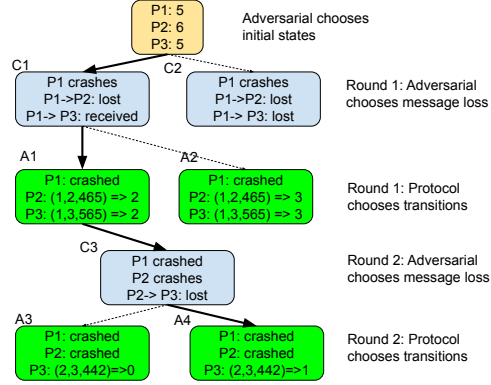 P1: 5
P2: 6
P3: 5
Adversarial chooses
initial states
C1
P1 crashes
P1->P2: lost
P1-> P3: received
C2
P1 crashes
P1->P2: lost
P1-> P3: lost
Round 1: Adversarial
chooses message loss
A1
P1: crashed
P2: (1,2,465) => 2
P3: (1,3,565) => 2
A2
P1: crashed
P2: (1,2,465) => 3
P3: (1,3,565) => 3
Round 1: Protocol
chooses transitions
C3
P1 crashed
P2 crashes
P2-> P3: lost
Round 2: Adversarial
chooses message loss
A3
P1: crashed
P2: crashed
P3: (2,3,442)=>0
A4
P1: crashed
P2: crashed
P3: (2,3,442)=>1
Round 2: Protocol
chooses transitions